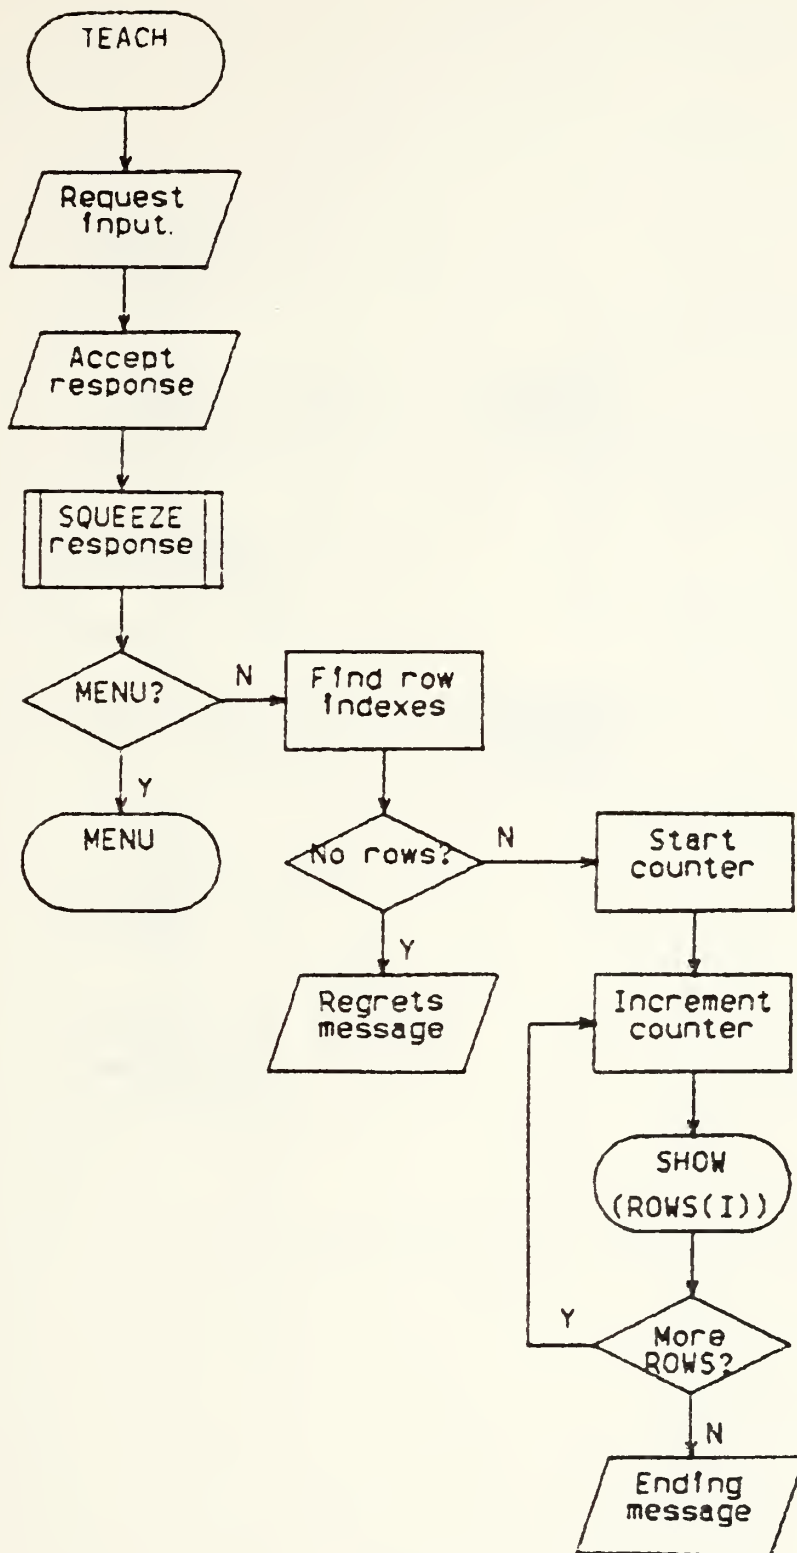 TEACH
Request
input.
Accept
response
SQUEEZE
response
MENU?
N
Find row
indexes
Y
MENU
No rows?
N
Start
counter
Y
Regrets
message
Increment
counter
SHOW
(ROWS(I))
Y
More
ROWS?
N
Ending
message